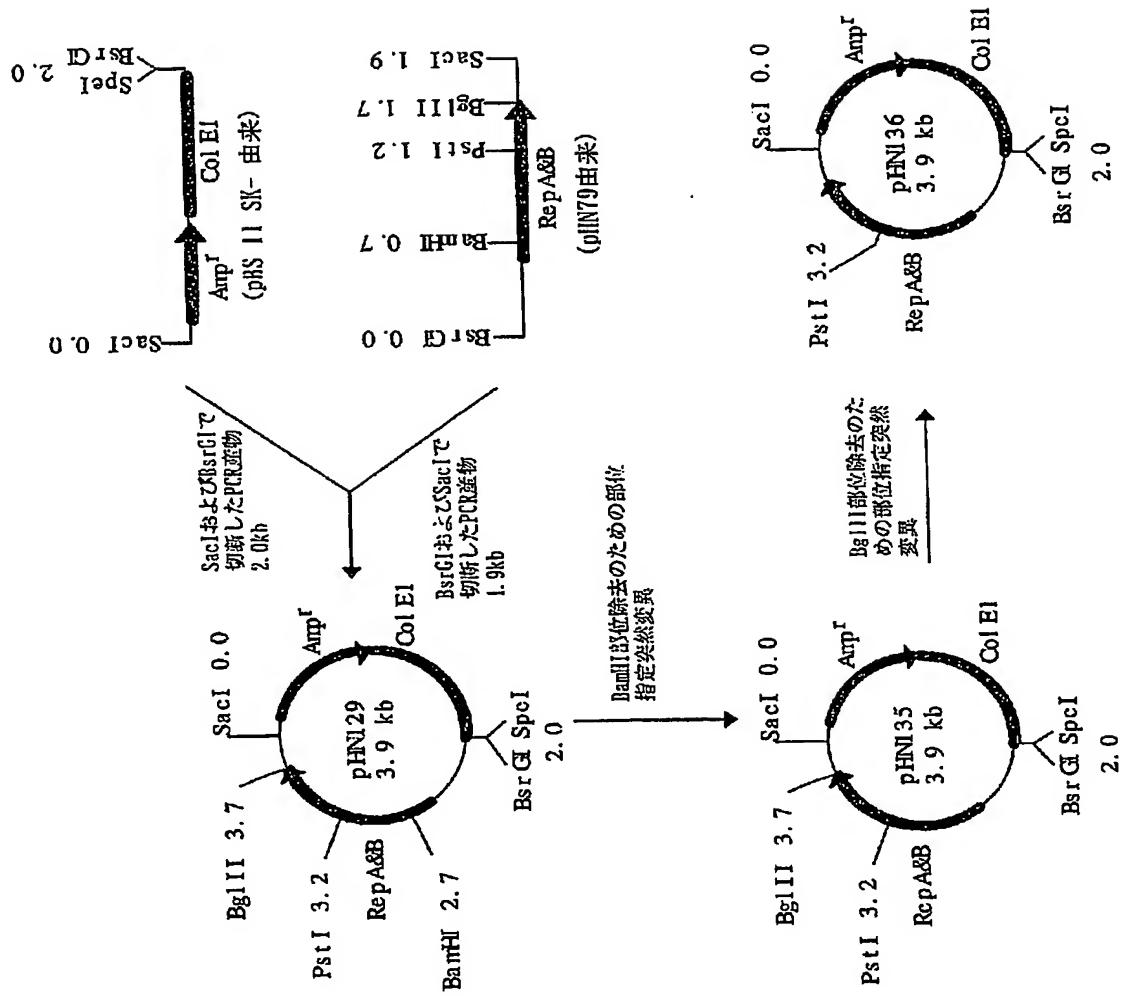 SacI 0.0
Amp^r
Col E1
SpeI
BsrGI
2.0
(pBS II SK- 由来)
BsrGI 0.0
BamHI 0.7
PstI 1.2
BglII 1.7
SacI 1.9
RepA&B
(pHN79由来)
SacIおよびBsrGIで
切断したPCR産物
2.0kb
BsrGIおよびSacIで
切断したPCR産物
1.9kb
SacI 0.0
BglII 3.7
Amp^r
pHN129
3.9 kb
Col E1
PstI 3.2
RepA&B
BamHI 2.7
BsrGI SpeI
2.0
BamHI部位除去のための部位
指定突然変異
SacI 0.0
BglII 3.7
Amp^r
pHN135
3.9 kb
Col E1
PstI 3.2
RepA&B
BsrGI SpeI
2.0
BglII部位除去のた
めの部位指定突然
変異
SacI 0.0
Amp^r
pHN136
3.9 kb
Col E1
PstI 3.2
RepA&B
BsrGI SpeI
2.0